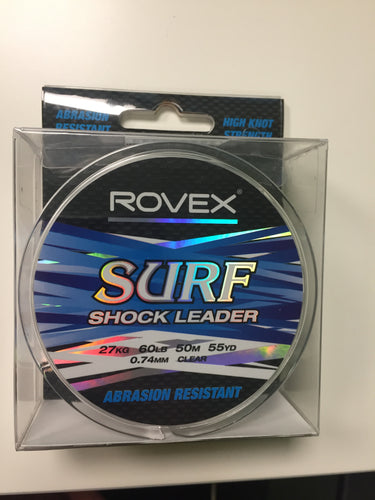 ABRASION
RESISTANT
HIGH KNOT
STRENGTH
ROVEX®
SURF
SHOCK LEADER
27KG 60LB 50M 55YD
0.74MM CLEAR
ABRASION RESISTANT